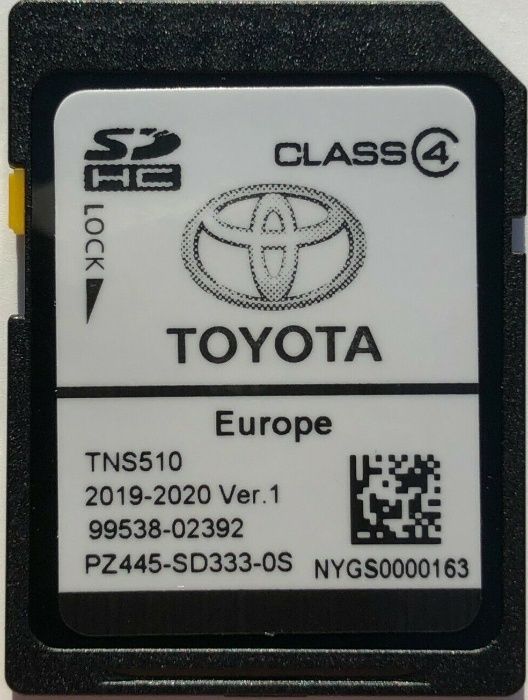 SD
HC
CLASS 4
LOCK
TOYOTA
Europe
TNS510
2019-2020 Ver.1
99538-02392
PZ445-SD333-0S
NYGS0000163